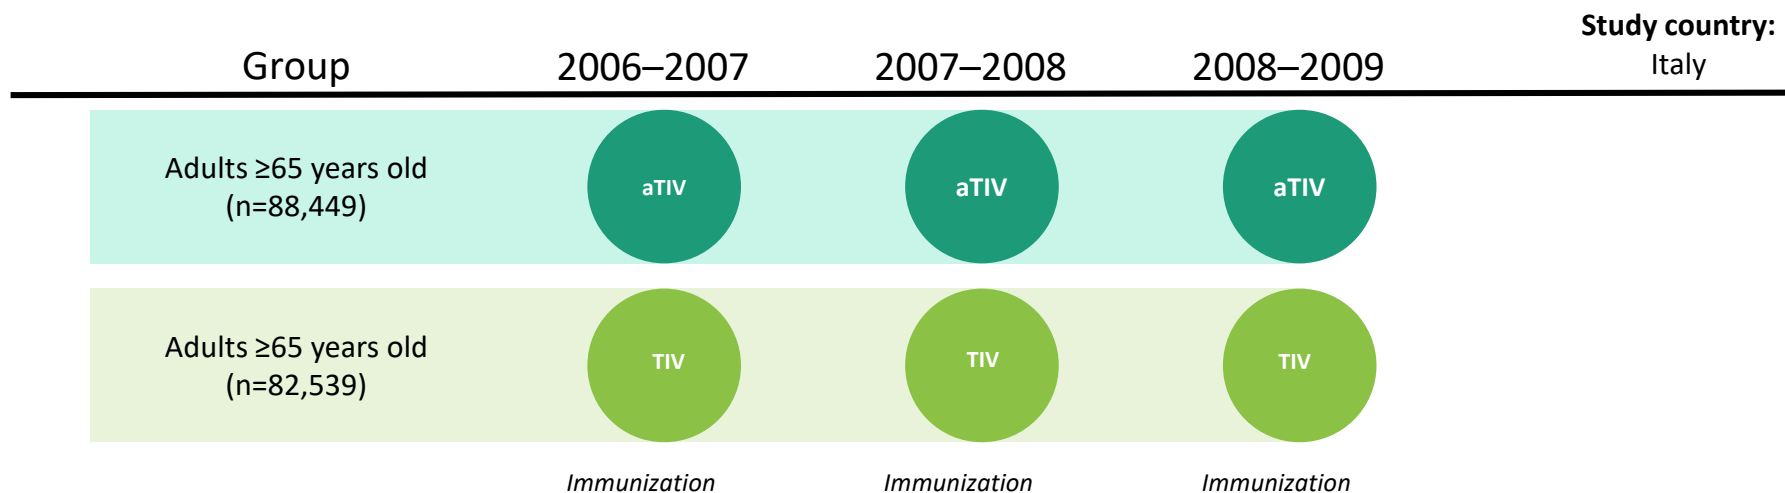 Study country:
Italy
Group 2006–2007 2007–2008 2008–2009
Adults ≥65 years old
(n=88,449)
aTIV aTIV aTIV
Adults ≥65 years old
(n=82,539)
TIV TIV TIV
Immunization Immunization Immunization